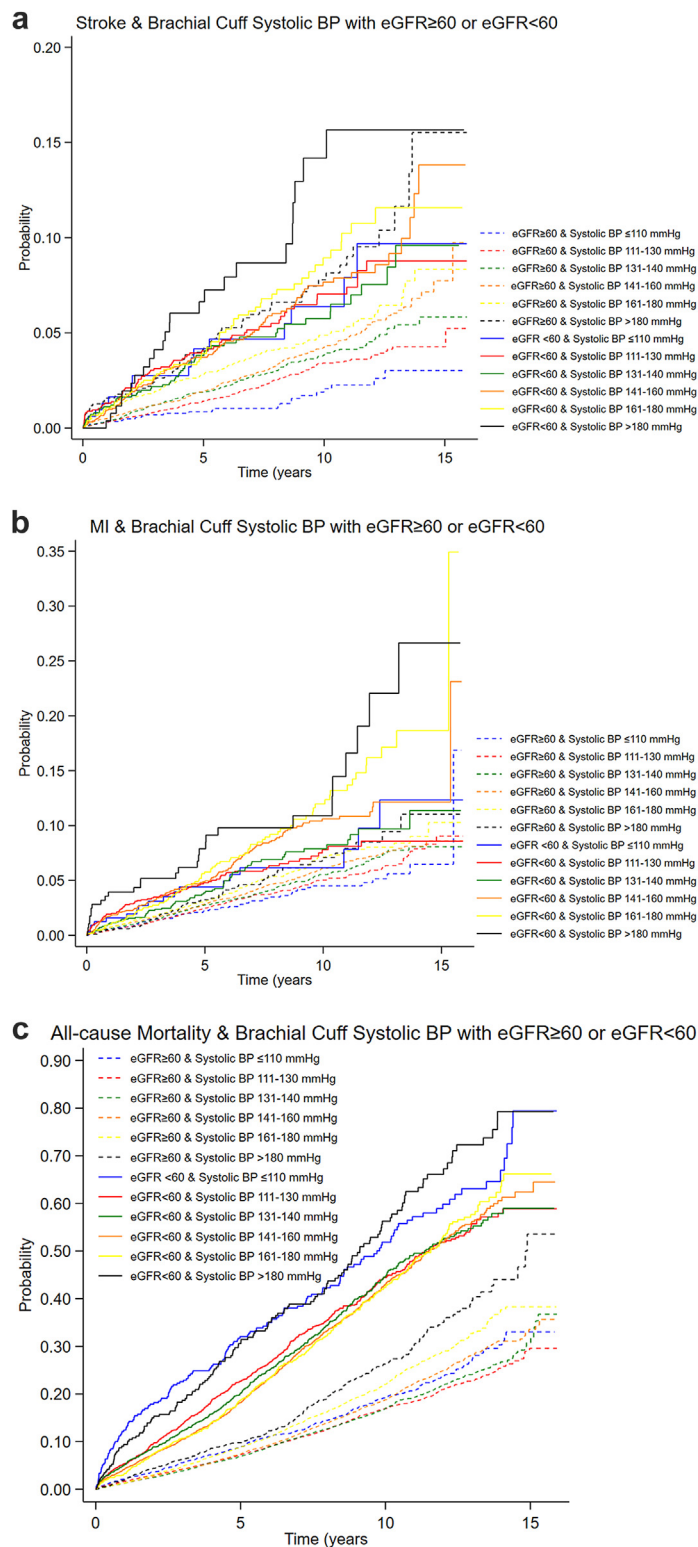 a
Stroke & Brachial Cuff Systolic BP with eGFR≥60 or eGFR<60
0.20
0.15
0.10
0.05
0.00
Probability
0
5
10
15
Time (years
eGFR≥60 & Systolic BP ≤110 mmHg
eGFR≥60 & Systolic BP 111-130 mmHg
eGFR≥60 & Systolic BP 131-140 mmHg
eGFR≥60 & Systolic BP 141-160 mmHg
eGFR≥60 & Systolic BP 161-180 mmHg
eGFR≥60 & Systolic BP >180 mmHg
eGFR <60 & Systolic BP ≤110 mmHg
eGFR<60 & Systolic BP 111-130 mmHg
eGFR<60 & Systolic BP 131-140 mmHg
eGFR<60 & Systolic BP 141-160 mmHg
eGFR<60 & Systolic BP 161-180 mmHg
eGFR<60 & Systolic BP >180 mmHg
b
MI & Brachial Cuff Systolic BP with eGFR≥60 or eGFR<60
0.35
0.30
0.25
0.20
0.15
0.10
0.05
0.00
Probability
0
5
10
15
Time (years
eGFR≥60 & Systolic BP ≤110 mmHg
eGFR≥60 & Systolic BP 111-130 mmHg
eGFR≥60 & Systolic BP 131-140 mmHg
eGFR≥60 & Systolic BP 141-160 mmHg
eGFR≥60 & Systolic BP 161-180 mmHg
eGFR≥60 & Systolic BP >180 mmHg
eGFR <60 & Systolic BP ≤110 mmHg
eGFR<60 & Systolic BP 111-130 mmHg
eGFR<60 & Systolic BP 131-140 mmHg
eGFR<60 & Systolic BP 141-160 mmHg
eGFR<60 & Systolic BP 161-180 mmHg
eGFR<60 & Systolic BP >180 mmHg
c
All-cause Mortality & Brachial Cuff Systolic BP with eGFR≥60 or eGFR<60
0.90
0.80
0.70
0.60
0.50
0.40
0.30
0.20
0.10
0.00
Probability
eGFR≥60 & Systolic BP ≤110 mmHg
eGFR≥60 & Systolic BP 111-130 mmHg
eGFR≥60 & Systolic BP 131-140 mmHg
eGFR≥60 & Systolic BP 141-160 mmHg
eGFR≥60 & Systolic BP 161-180 mmHg
eGFR≥60 & Systolic BP >180 mmHg
eGFR <60 & Systolic BP ≤110 mmHg
eGFR<60 & Systolic BP 111-130 mmHg
eGFR<60 & Systolic BP 131-140 mmHg
eGFR<60 & Systolic BP 141-160 mmHg
eGFR<60 & Systolic BP 161-180 mmHg
eGFR<60 & Systolic BP >180 mmHg
0
5
10
15
Time (years